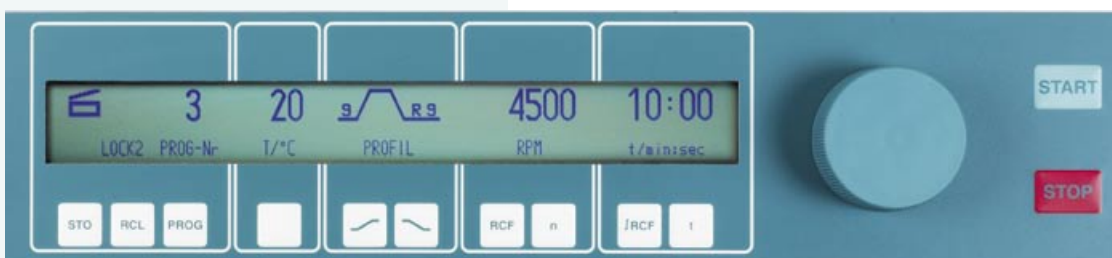 3 20 9 R9 4500 10:00
LOCK2 PROG-Nr T/°C PROFIL RPM t/min:sec
STO RCL PROG RCF n ∫RCF t
START
STOP